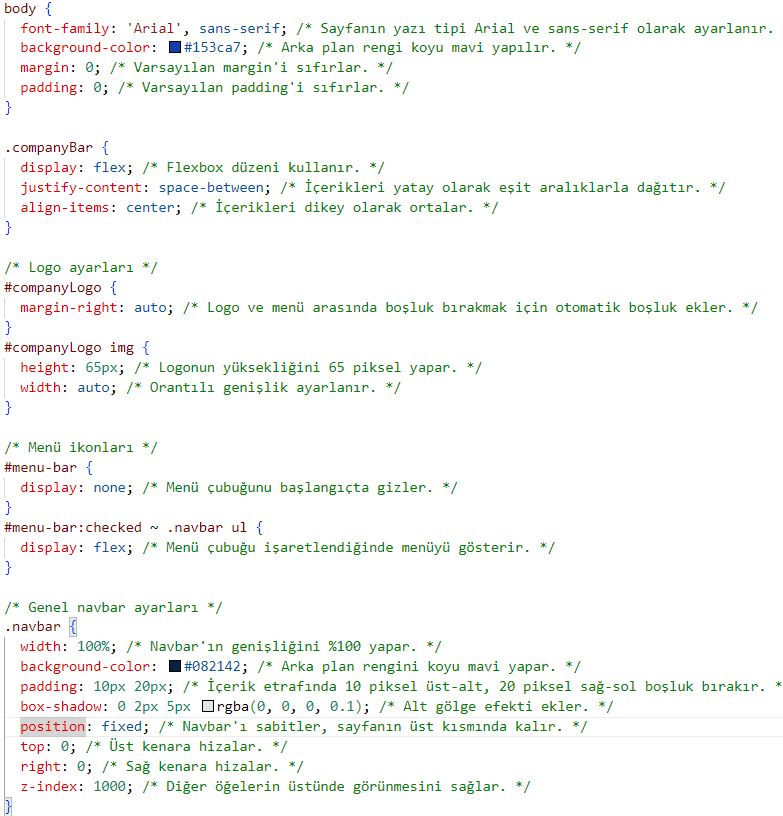 body {
  font-family: 'Arial', sans-serif; /* Sayfanın yazı tipi Arial ve sans-serif olarak ayarlanır.
  background-color: #153ca7; /* Arka plan rengi koyu mavi yapılır. */
  margin: 0; /* Varsayılan margin'i sıfırlar. */
  padding: 0; /* Varsayılan padding'i sıfırlar. */
}

.companyBar {
  display: flex; /* Flexbox düzeni kullanır. */
  justify-content: space-between; /* İçerikleri yatay olarak eşit aralıklarla dağıtır. */
  align-items: center; /* İçerikleri dikey olarak ortalar. */
}

/* Logo ayarları */
#companyLogo {
  margin-right: auto; /* Logo ve menü arasında boşluk bırakmak için otomatik boşluk ekler. */
}
#companyLogo img {
  height: 65px; /* Logonun yüksekliğini 65 piksel yapar. */
  width: auto; /* Orantılı genişlik ayarlanır. */
}

/* Menü ikonları */
#menu-bar {
  display: none; /* Menü çubuğunu başlangıçta gizler. */
}
#menu-bar:checked ~ .navbar ul {
  display: flex; /* Menü çubuğu işaretlendiğinde menüyü gösterir. */
}

/* Genel navbar ayarları */
.navbar {
  width: 100%; /* Navbar'ın genişliğini %100 yapar. */
  background-color: #082142; /* Arka plan rengini koyu mavi yapar. */
  padding: 10px 20px; /* İçerik etrafında 10 piksel üst-alt, 20 piksel sağ-sol boşluk bırakır. *
  box-shadow: 0 2px 5px rgba(0, 0, 0, 0.1); /* Alt gölge efekti ekler. */
  position: fixed; /* Navbar'ı sabitler, sayfanın üst kısmında kalır. */
  top: 0; /* Üst kenara hizalar. */
  right: 0; /* Sağ kenara hizalar. */
  z-index: 1000; /* Diğer öğelerin üstünde görünmesini sağlar. */
}